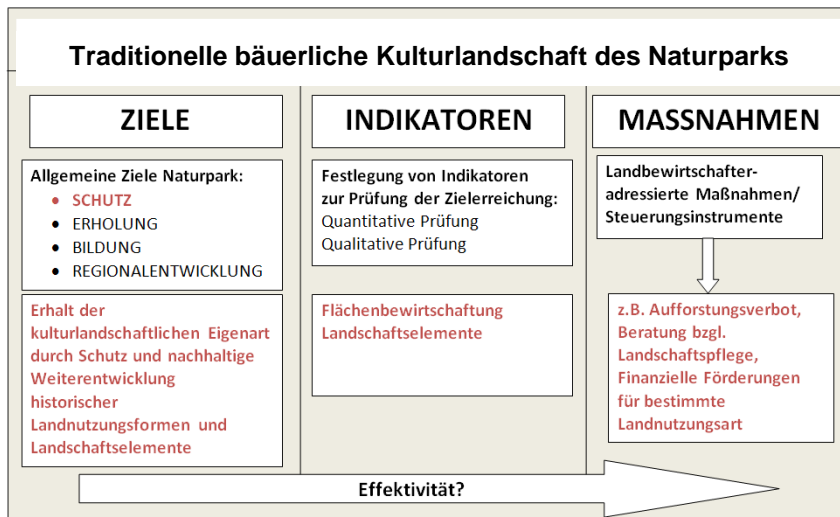 Traditionelle bäuerliche Kulturlandschaft des Naturparks
ZIELE
Allgemeine Ziele Naturpark:
• SCHUTZ
• ERHOLUNG
• BILDUNG
• REGIONALENTWICKLUNG
Erhalt der
kulturlandschaftlichen Eigenart
durch Schutz und nachhaltige
Weiterentwicklung
historischer
Landnutzungsformen und
Landschaftselemente
INDIKATOREN
Festlegung von Indikatoren
zur Prüfung der Zielerreichung:
Quantitative Prüfung
Qualitative Prüfung
Flächenbewirtschaftung
Landschaftselemente
MASSNAHMEN
Landbewirtschafter-
adressierte Maßnahmen/
Steuerungsinstrumente
z.B. Aufforstungsverbot,
Beratung bzgl.
Landschaftspflege,
Finanzielle Förderungen
für bestimmte
Landnutzungsart
Effektivität?